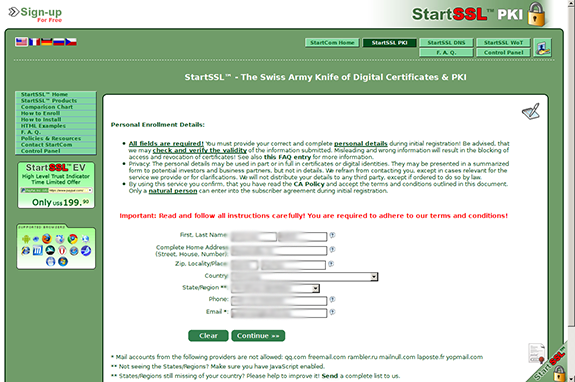 Sign-up
For Free
StartSSL™ PKI
StartCom Home
StartSSL PKI
StartSSL DNS
StartSSL WoT
F. A. Q.
Control Panel
StartSSL™ - The Swiss Army Knife of Digital Certificates & PKI
StartSSL™ Home
StartSSL™ Products
Comparison Chart
How to Enroll
How to Install
HTML Examples
F. A. Q.
Policies & Resources
Contact StartCom
Control Panel
StartSSL™ EV
High Level Trust Indicator
Time Limited Offer
Only US$ 199.90
SUPPORTED BROWSERS
Personal Enrollment Details:
• All fields are required! You must provide your correct and complete personal details during initial registration! Be adviced, that
we may check and verify the validity of the information submitted. Misleading and wrong information will result in the blocking of
access and revocation of certificates! See also this FAQ entry for more information.
• Privacy! The personal details may be used in part or in full in certificates or digital identities. They may be presented in a summarized
form to potential investors and business partners, but not in details. We refrain from contacting you, except in cases relevant for the
service we provide or for clarifications. We will not distribute your details to any third party, except if ordered to do so by law.
• By using this service you confirm, that you have read the CA Policy and accept the terms and conditions outlined in this document.
Only a natural person can enter into the subscriber agreement during initial registration.
Important: Read and follow all instructions carefully! You are required to adhere to our terms and conditions!
First, Last Name:
Complete Home Address
(Street, House, Number):
Zip, Locality/Place:
Country:
State/Region **:
Phone:
Email *:
Clear
Continue »»
* Mail accounts from the following providers are not allowed: qq.com freemail.com rambler.ru mailnull.com laposte.fr yopmail.com
** Not seeing the States/Regions? Make sure you have JavaScript enabled.
** States/Regions still missing of your country? Please help to improve it! Send a complete list to us.
StartSSL